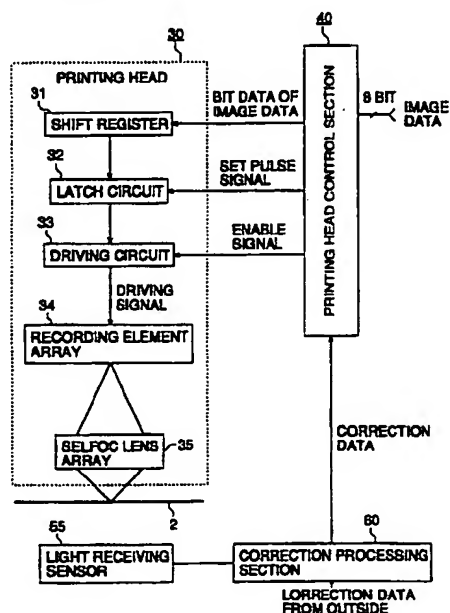 30
40
PRINTING HEAD
31
SHIFT REGISTER
BIT DATA OF
IMAGE DATA
8 BIT
IMAGE
DATA
32
LATCH CIRCUIT
SET PULSE
SIGNAL
33
DRIVING CIRCUIT
ENABLE
SIGNAL
PRINTING HEAD CONTROL SECTION
DRIVING
SIGNAL
34
RECORDING ELEMENT
ARRAY
SELFOC LENS
ARRAY
35
CORRECTION
DATA
2
65
LIGHT RECEIVING
SENSOR
60
CORRECTION PROCESSING
SECTION
LORRECTION DATA
FROM OUTSIDE